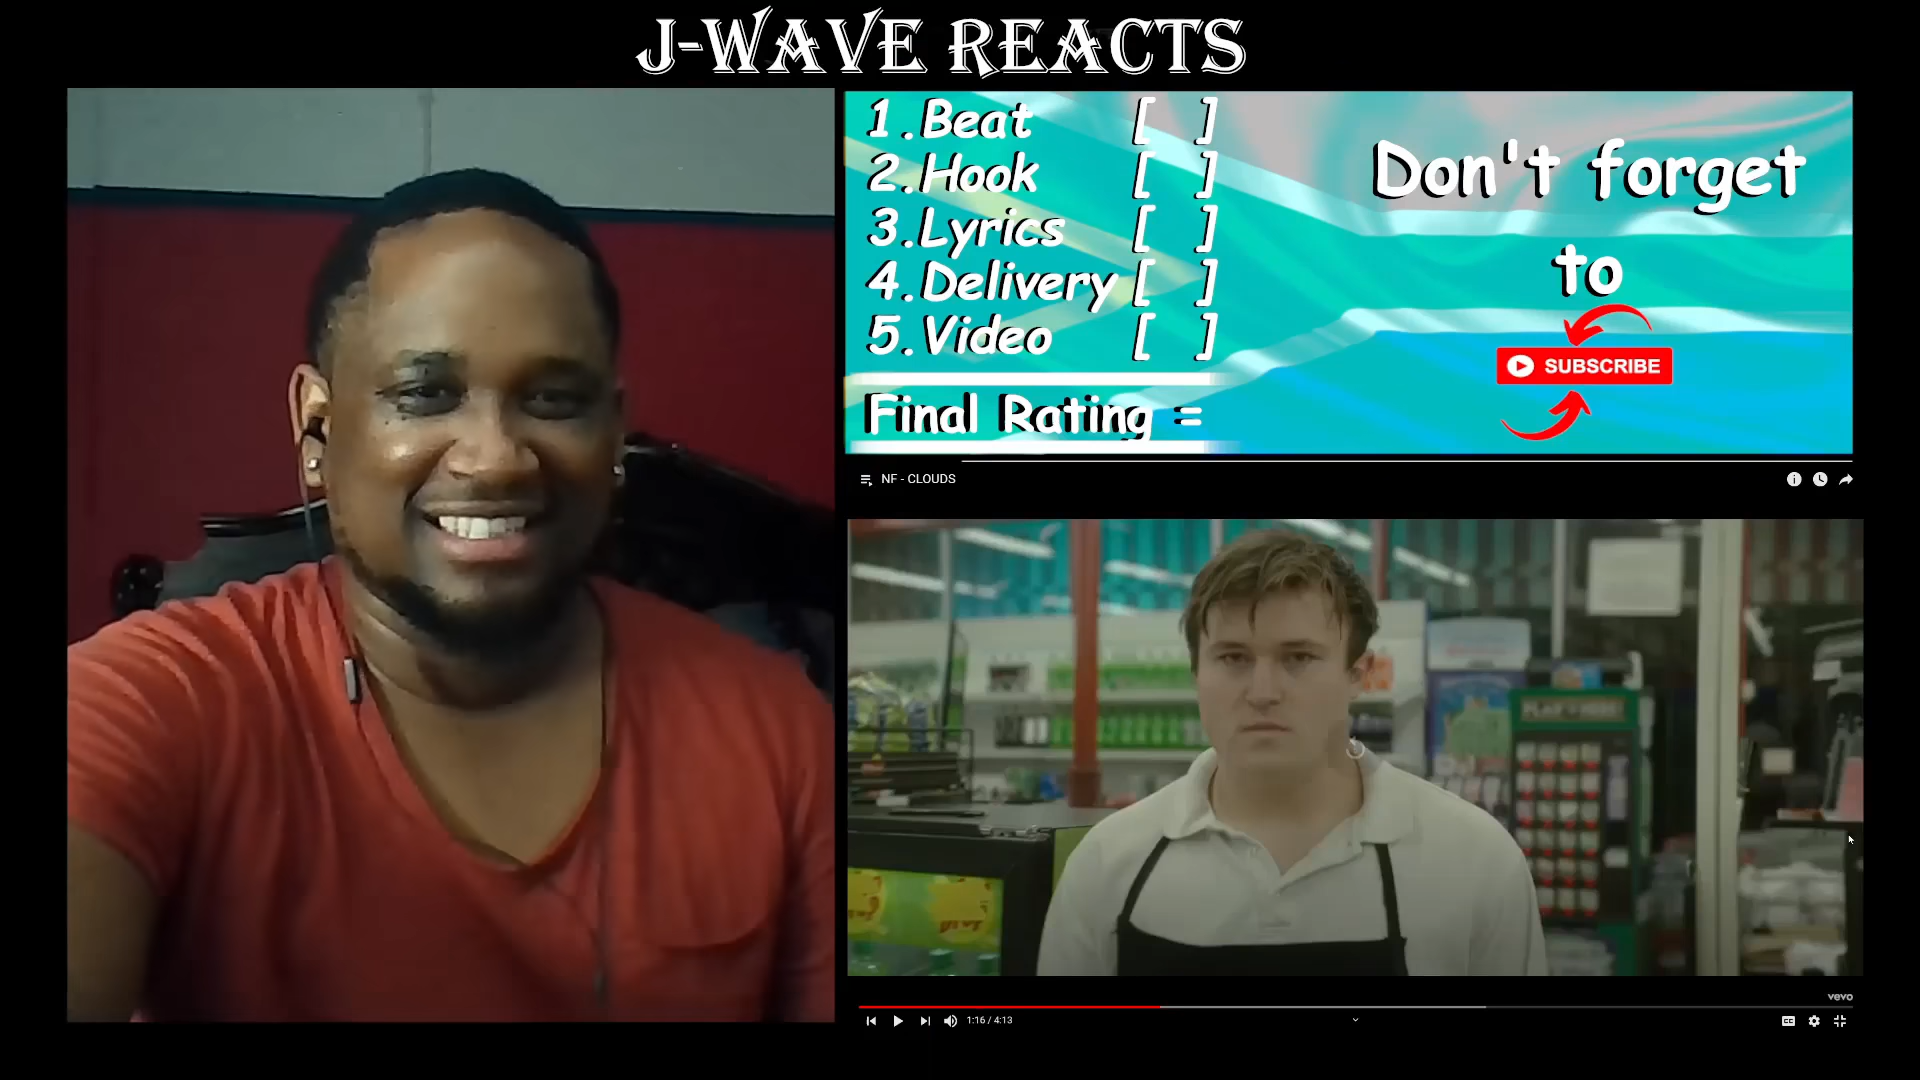 J-WAVE REACTS
1.Beat [ ]
2.Hook [ ]
3.Lyrics [ ]
4.Delivery [ ]
5.Video [ ]
Final Rating =
Don't forget
to
SUBSCRIBE
NF - CLOUDS
vevo
1:16 / 4:13
CC